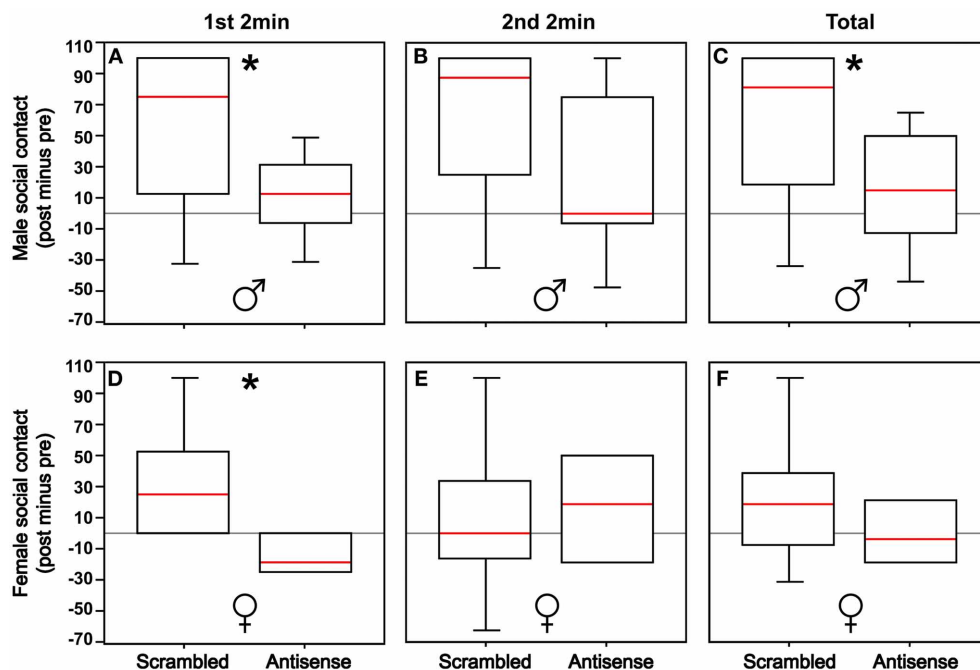 1st 2min
2nd 2min
Total
Male social contact
(post minus pre)
110
90
70
50
30
10
-10
-30
-50
-70
A
*
♂
B
♂
C
*
♂
Female social contact
(post minus pre)
110
90
70
50
30
10
-10
-30
-50
-70
D
*
♀
E
♀
F
♀
Scrambled Antisense
Scrambled Antisense
Scrambled Antisense